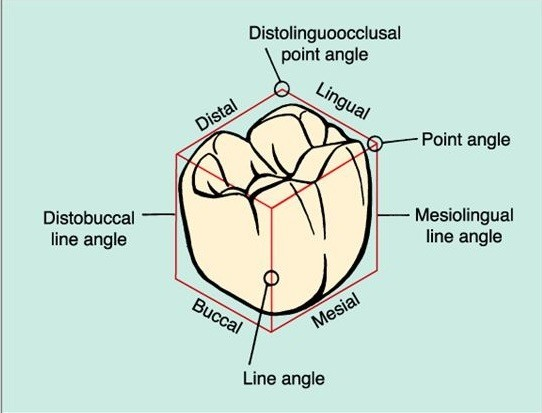 Distolinguoocclusal
point angle
Distal
Lingual
Point angle
Distobuccal
line angle
Mesiolingual
line angle
Buccal
Mesial
Line angle